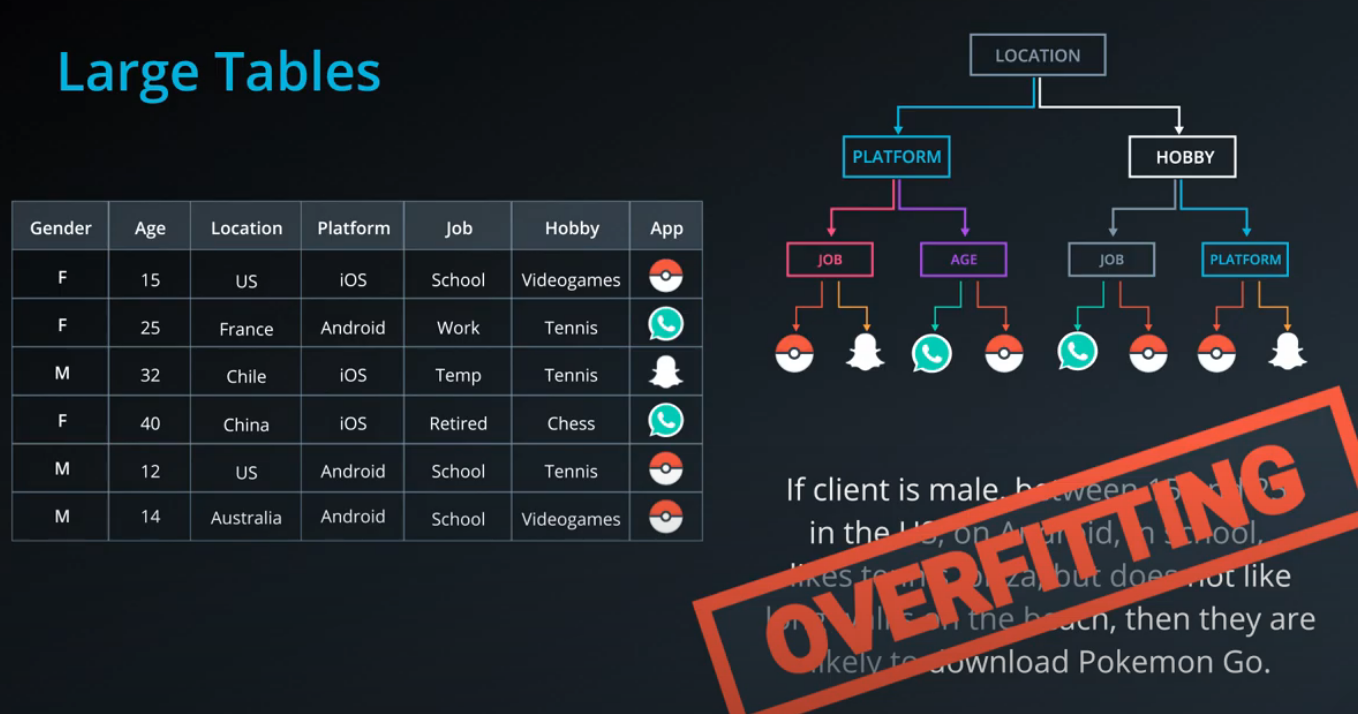 Large Tables
Gender Age Location Platform Job Hobby App
F 15 US iOS School Videogames
F 25 France Android Work Tennis
M 32 Chile iOS Temp Tennis
F 40 China iOS Retired Chess
M 12 US Android School Tennis
M 14 Australia Android School Videogames
LOCATION
PLATFORM HOBBY
JOB AGE JOB PLATFORM
If client is male, between 15 and
in the US, on Android, in school,
likes tennis, but does not like
long walks on the beach, then they are
likely to download Pokemon Go.
OVERFITTING